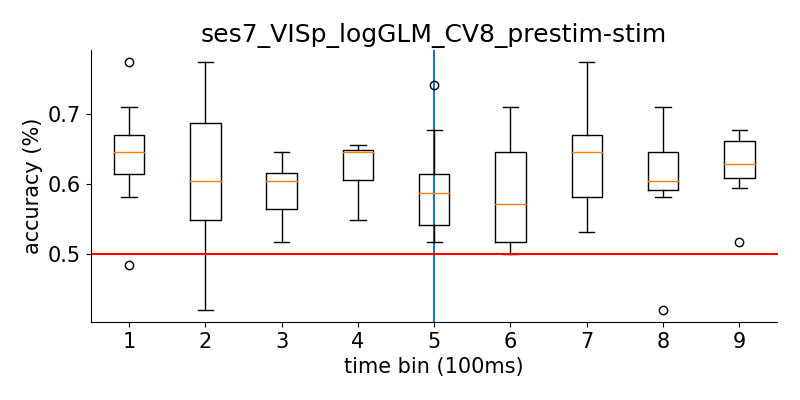 ses7_VISp_logGLM_CV8_prestim-stim
accuracy (%)
0.7
0.6
0.5
1 2 3 4 5 6 7 8 9
time bin (100ms)